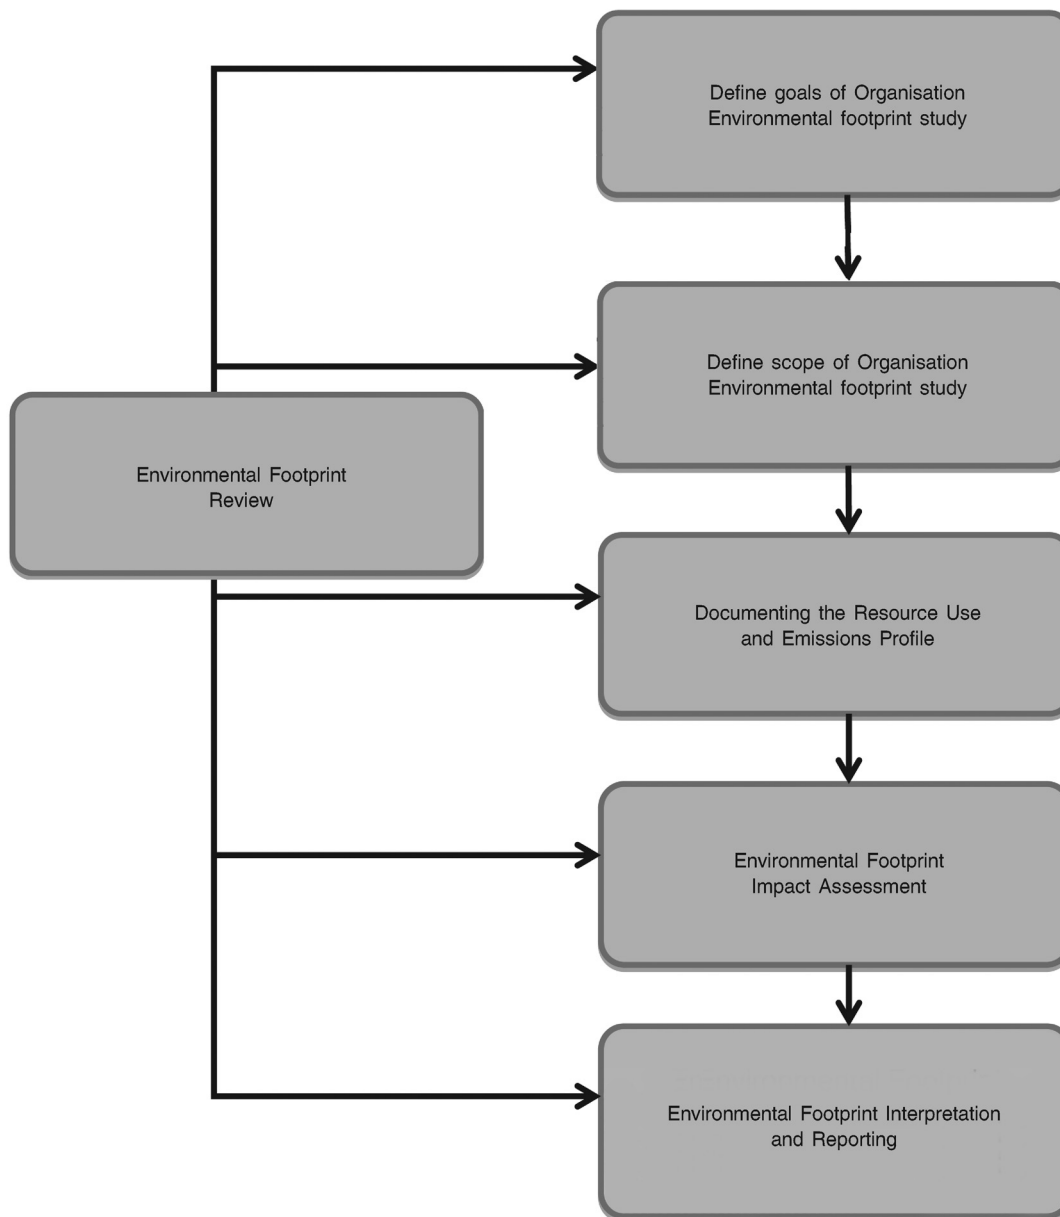 Define goals of Organisation
Environmental footprint study
Define scope of Organisation
Environmental footprint study
Environmental Footprint
Review
Documenting the Resource Use
and Emissions Profile
Environmental Footprint
Impact Assessment
Environmental Footprint Interpretation
and Reporting